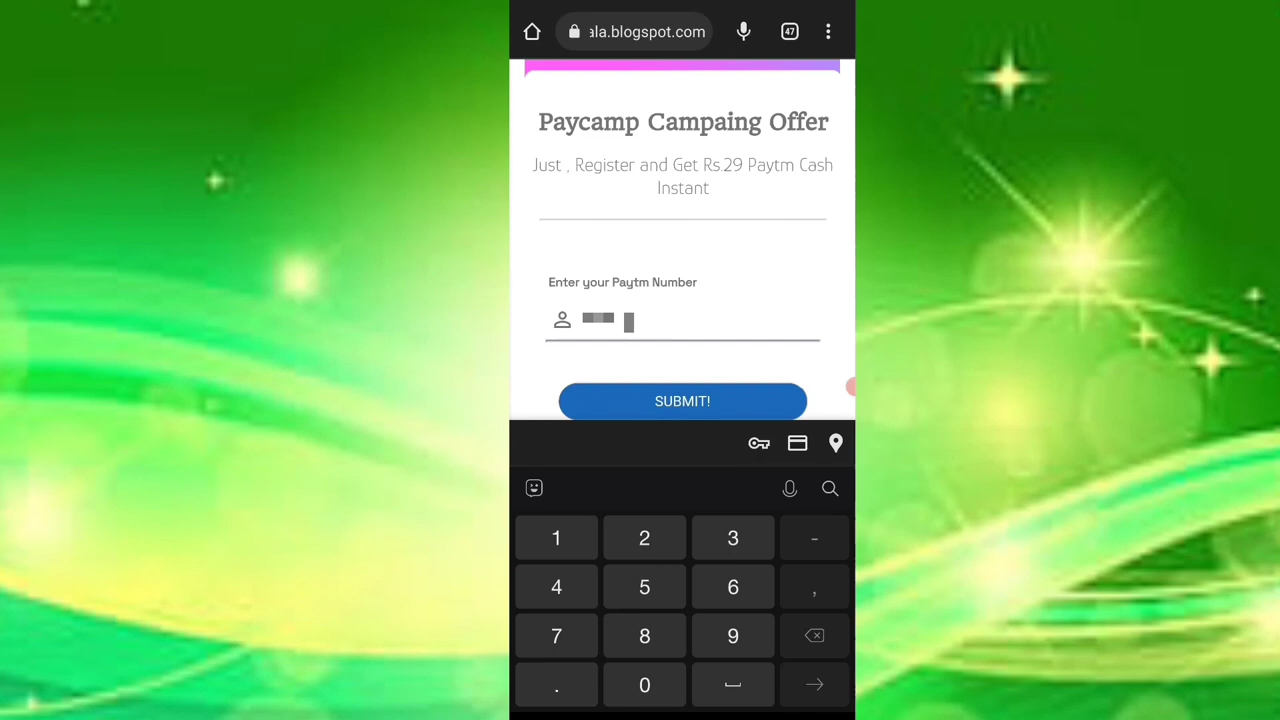 ala.blogspot.com
47
Paycamp Campaing Offer
Just , Register and Get Rs.29 Paytm Cash
Instant
Enter your Paytm Number
SUBMIT!
1 2 3 -
4 5 6 ,
7 8 9
. 0